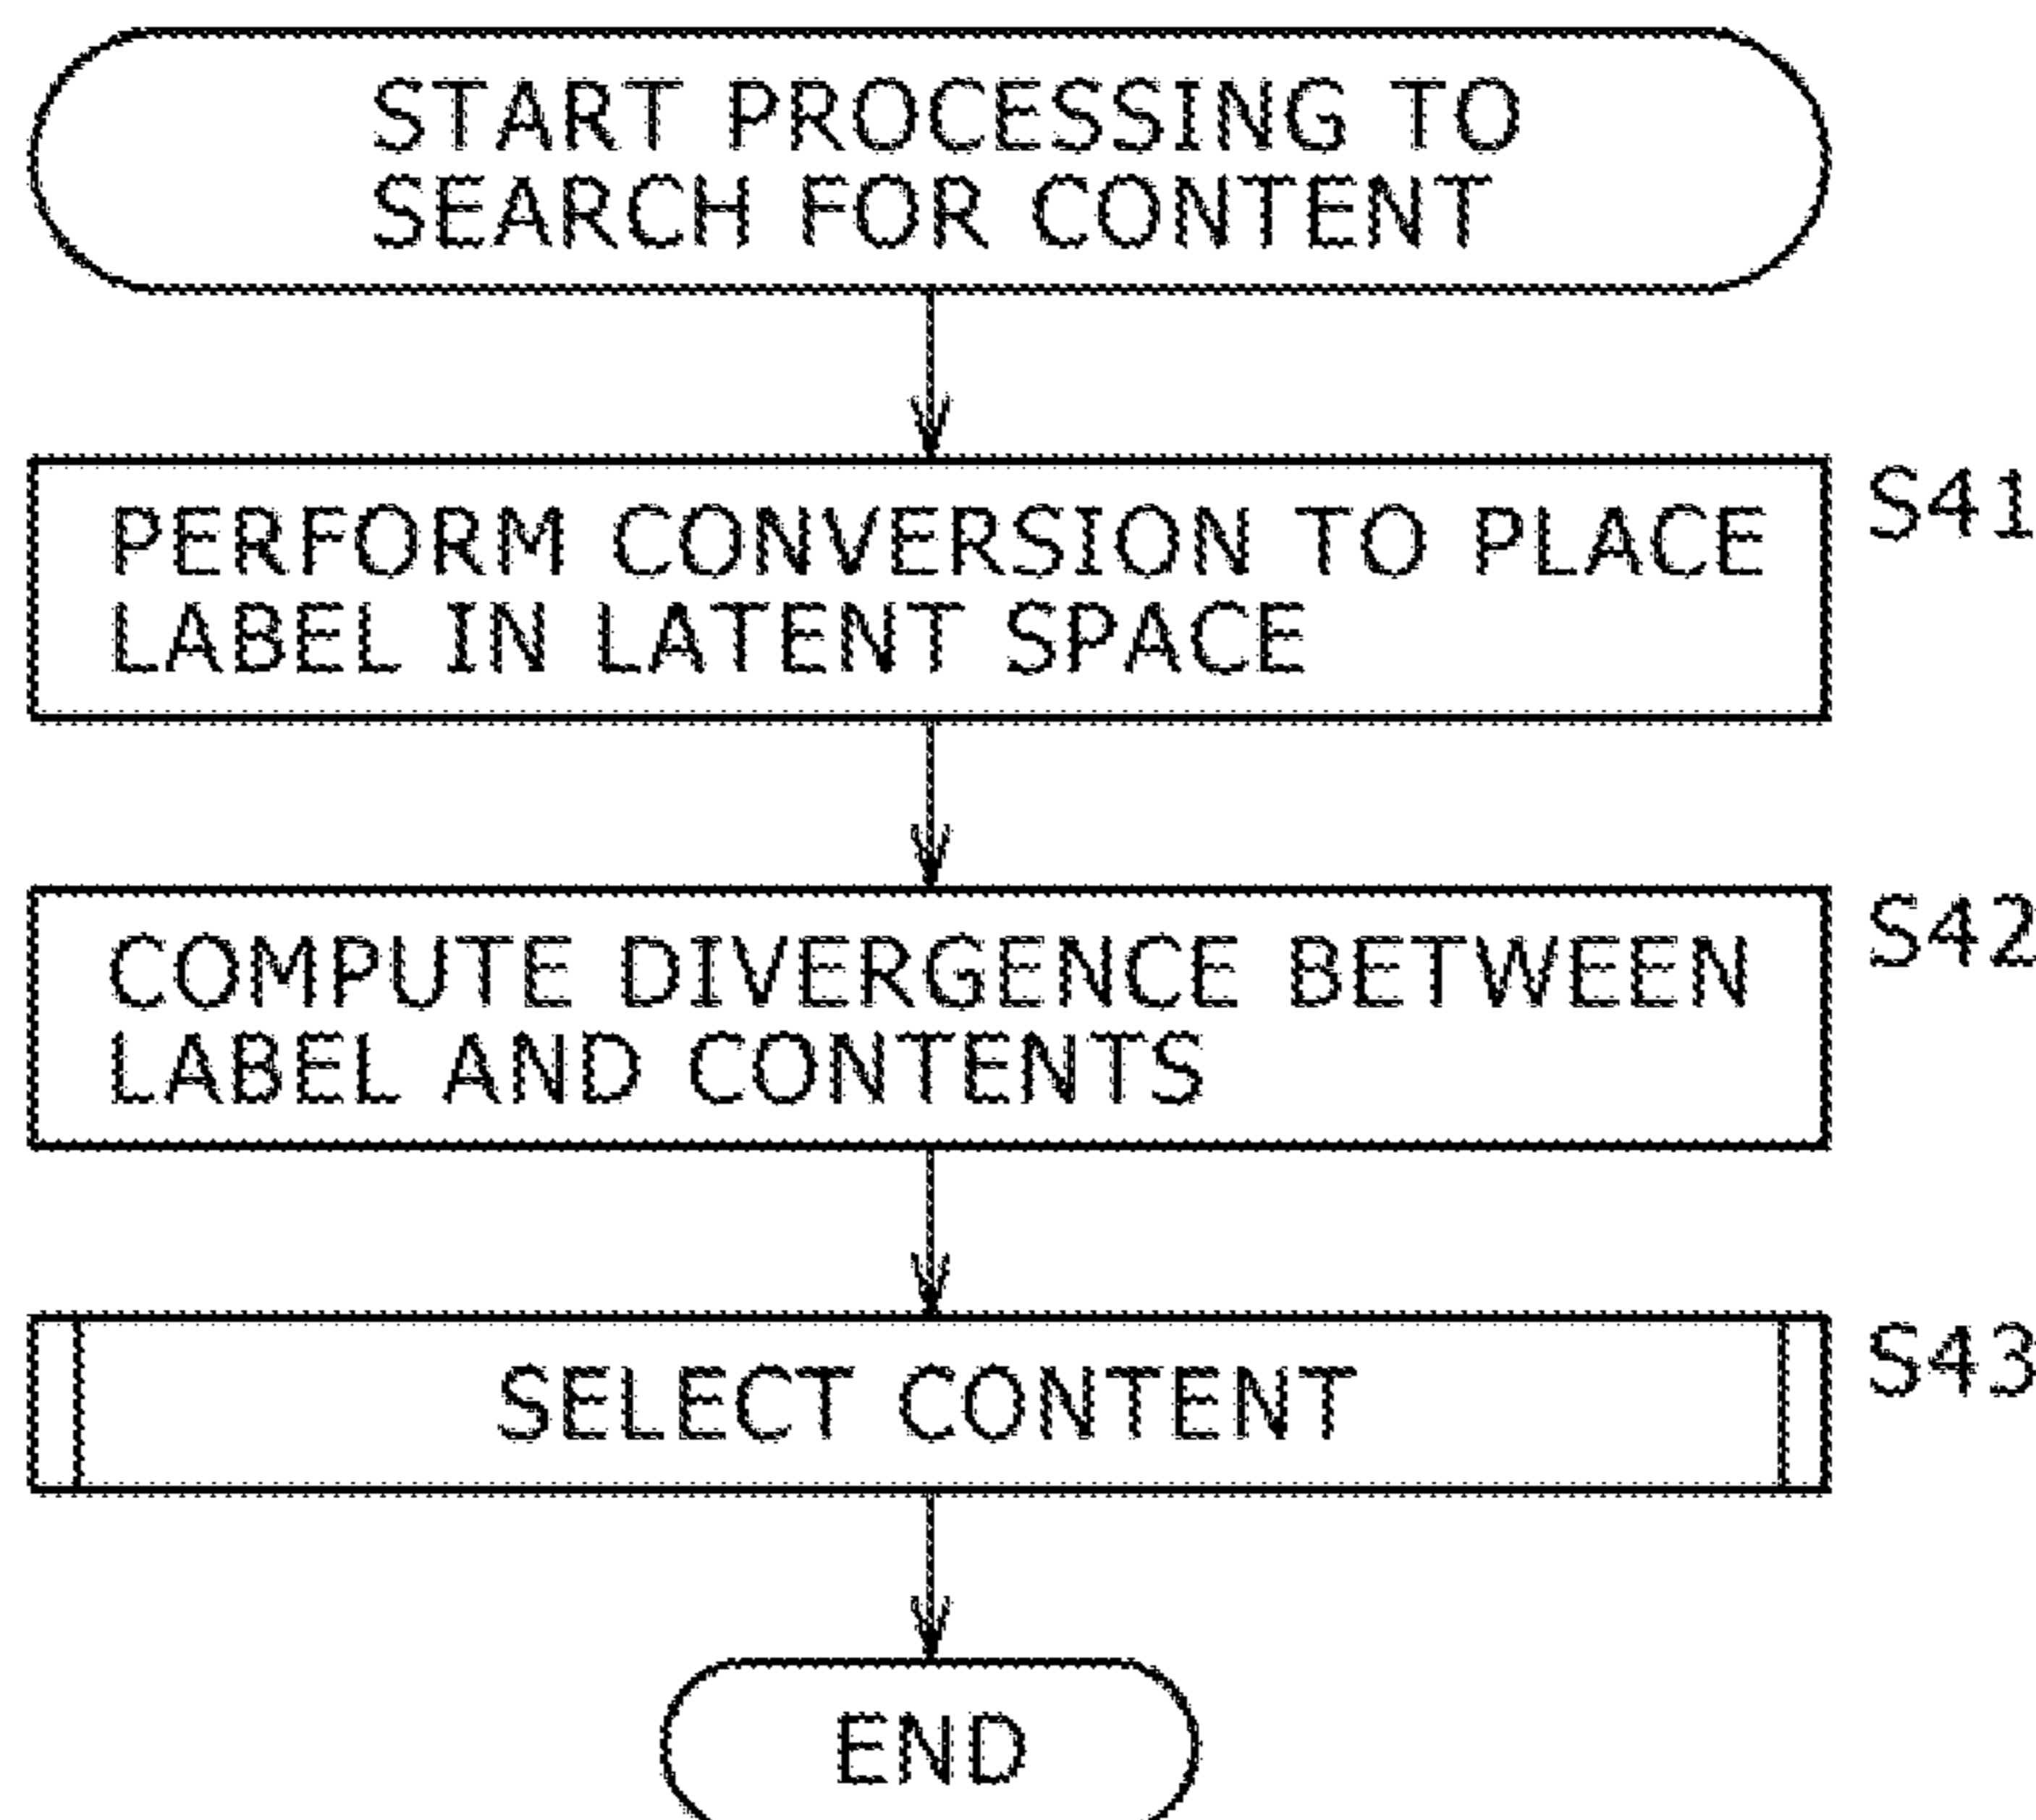 START PROCESSING TO
SEARCH FOR CONTENT
PERFORM CONVERSION TO PLACE
LABEL IN LATENT SPACE
S41
COMPUTE DIVERGENCE BETWEEN
LABEL AND CONTENTS
S42
SELECT CONTENT
S43
END